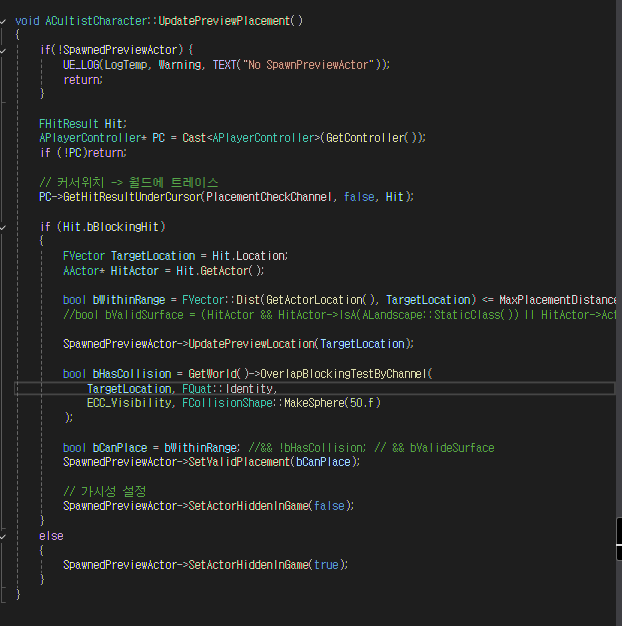 void ACultistCharacter::UpdatePreviewPlacement()
{
if(!SpawnedPreviewActor) {
UE_LOG(LogTemp, Warning, TEXT("No SpawnPreviewActor"));
return;
}
FHitResult Hit;
APlayerController* PC = Cast<APlayerController>(GetController());
if (!PC)return;
// 커서위치 -> 월드에 트레이스
PC->GetHitResultUnderCursor(PlacementCheckChannel, false, Hit);
if (Hit.bBlockingHit)
{
FVector TargetLocation = Hit.Location;
AActor* HitActor = Hit.GetActor();
bool bWithinRange = FVector::Dist(GetActorLocation(), TargetLocation) <= MaxPlacementDistance
//bool bValidSurface = (HitActor && HitActor->IsA(ALandscape::StaticClass()) || HitActor->Act
SpawnedPreviewActor->UpdatePreviewLocation(TargetLocation);
bool bHasCollision = GetWorld()->OverlapBlockingTestByChannel(
TargetLocation, FQuat::Identity,
ECC_Visibility, FCollisionShape::MakeSphere(50.f)
);
bool bCanPlace = bWithinRange; //&& !bHasCollision; // && bValideSurface
SpawnedPreviewActor->SetValidPlacement(bCanPlace);
// 가시성 설정
SpawnedPreviewActor->SetActorHiddenInGame(false);
}
else
{
SpawnedPreviewActor->SetActorHiddenInGame(true);
}
}